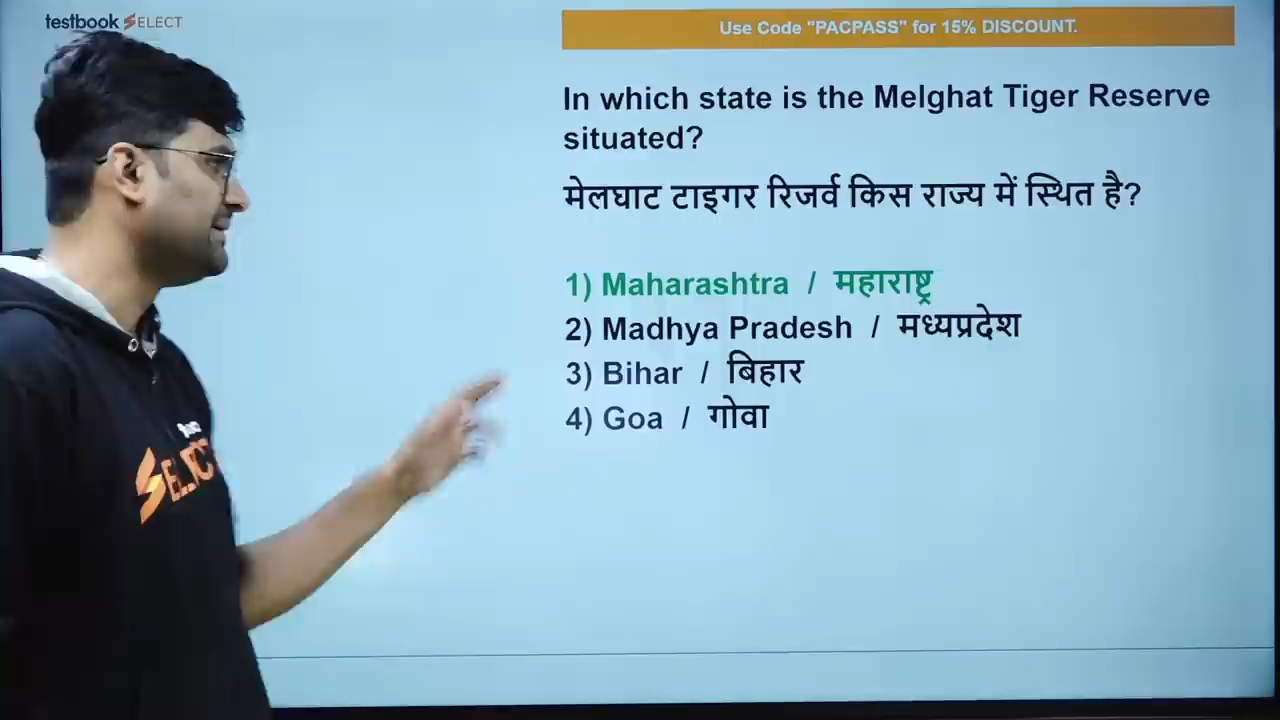 testbook SELECT
Use Code "PACPASS" for 15% DISCOUNT.
In which state is the Melghat Tiger Reserve
situated?
मेलघाट टाइगर रिजर्व किस राज्य में स्थित है?
1) Maharashtra / महाराष्ट्र
2) Madhya Pradesh / मध्यप्रदेश
3) Bihar / बिहार
4) Goa / गोवा
SELECT